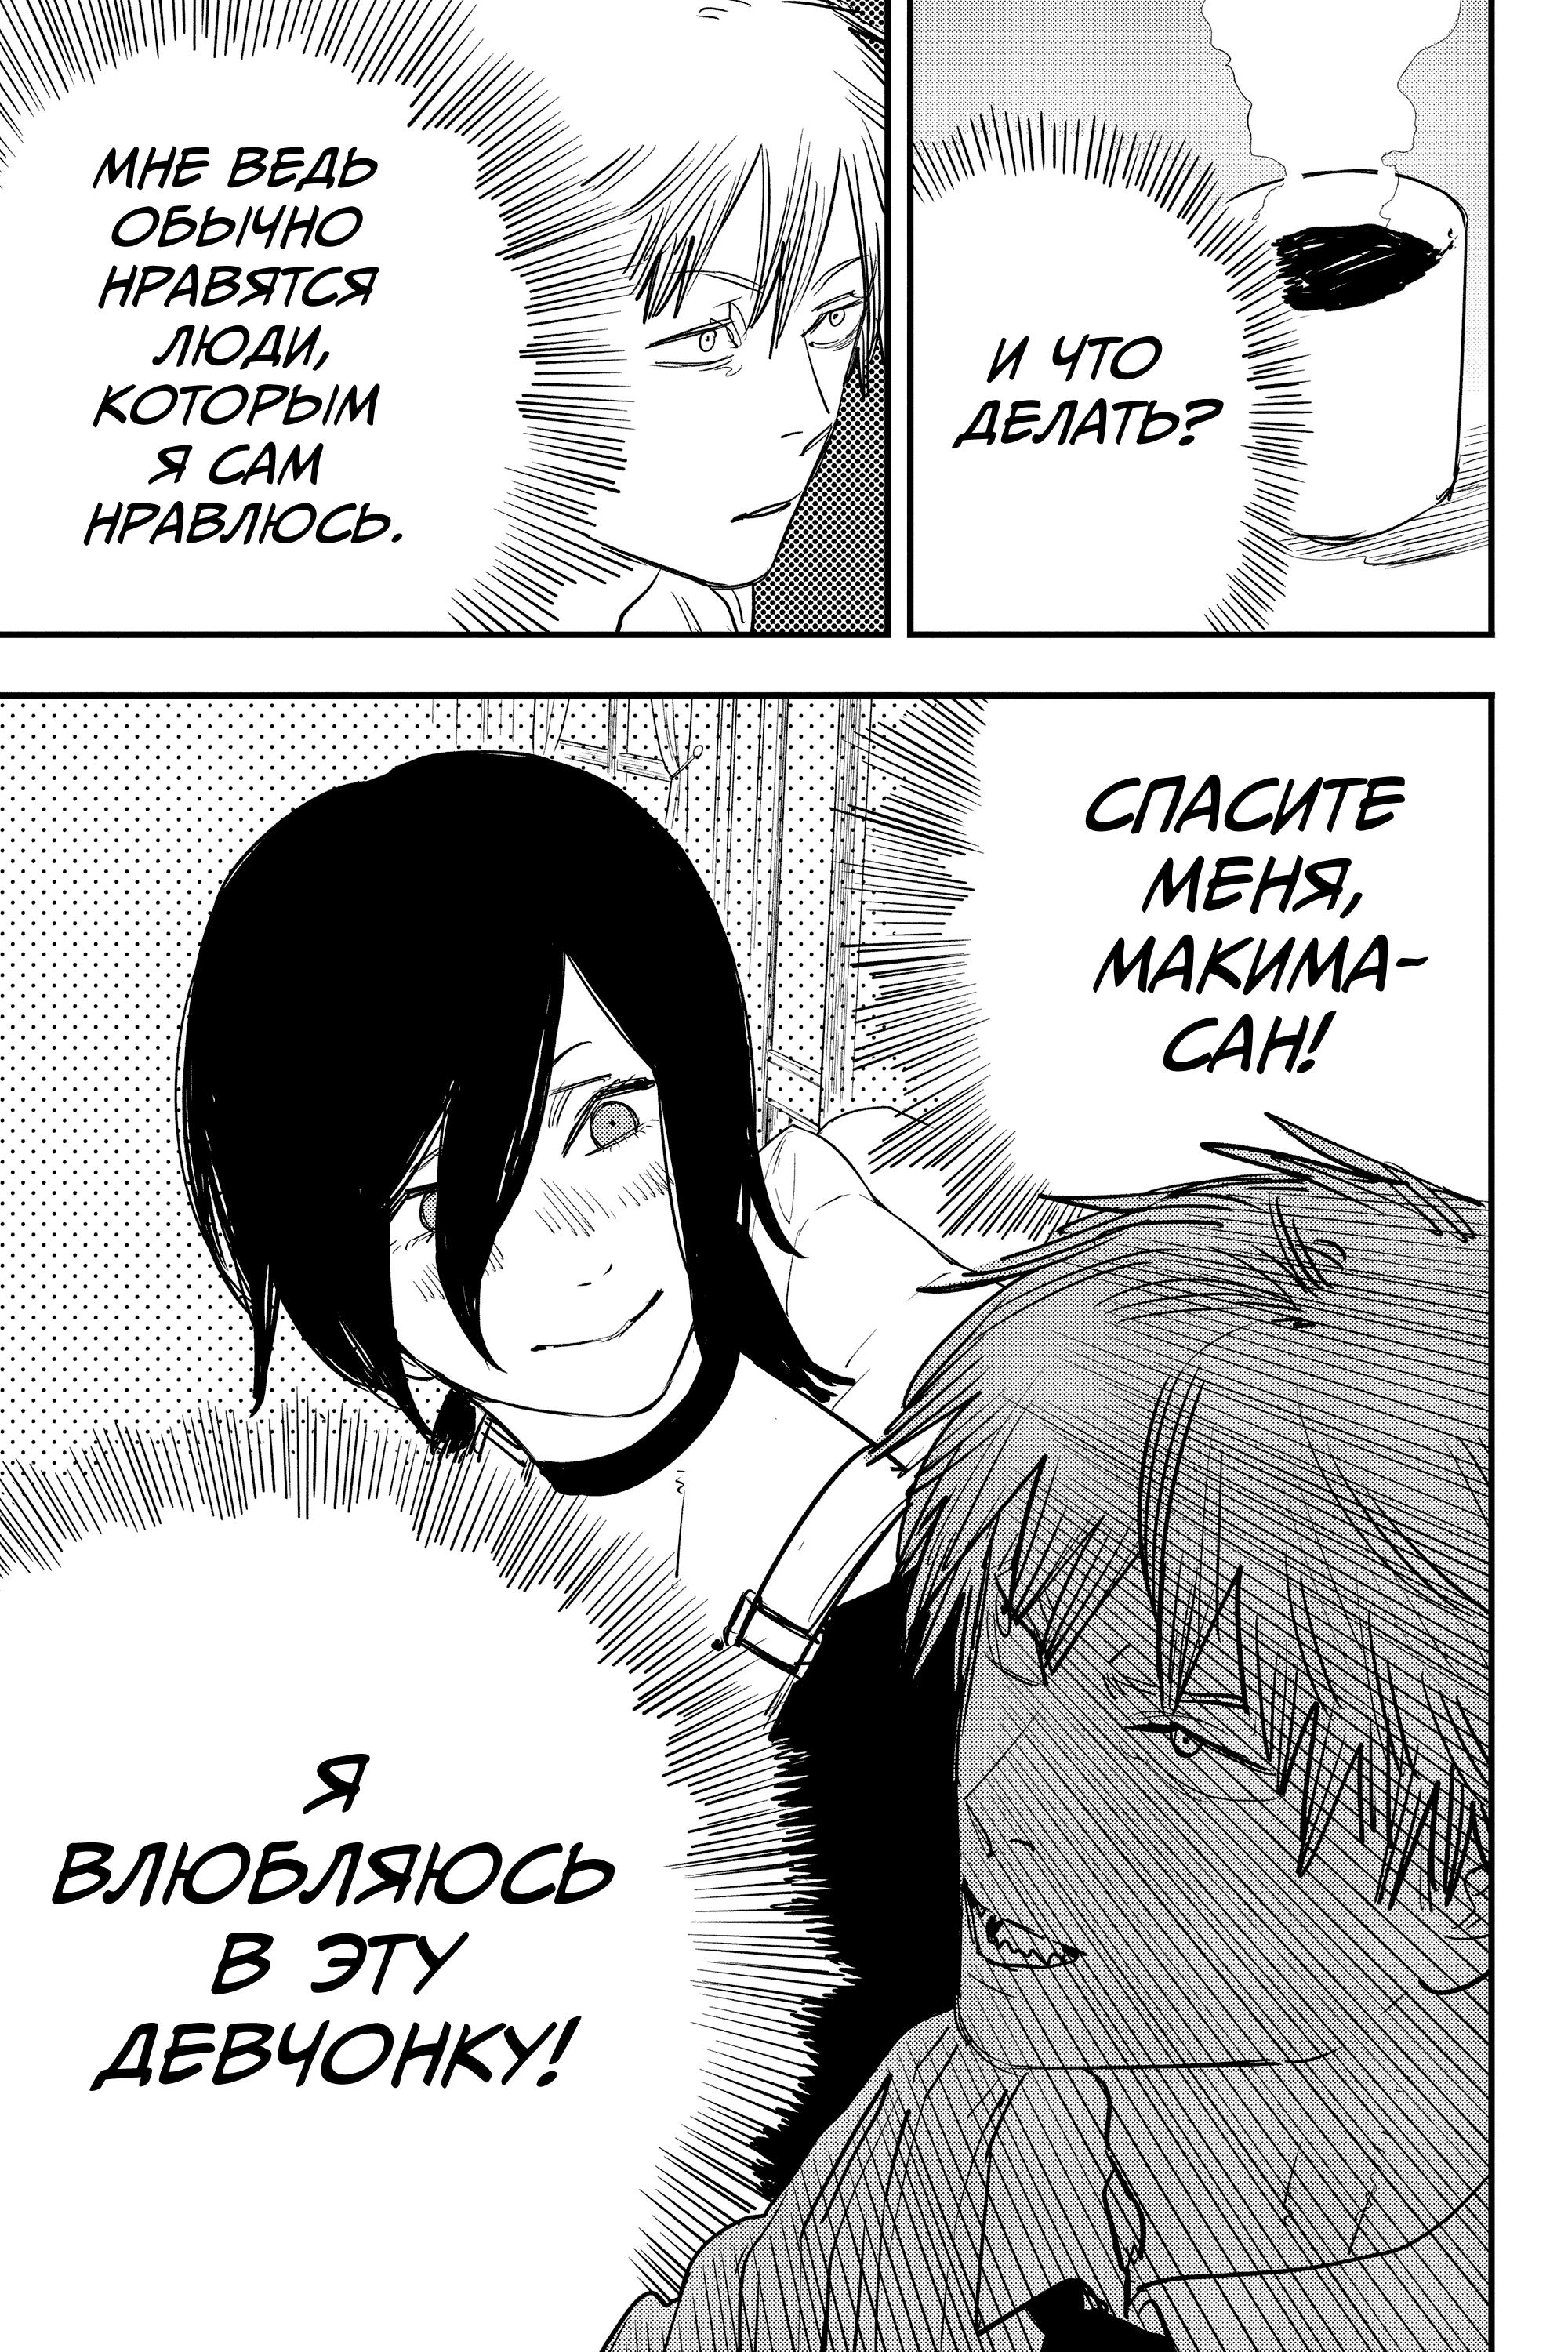 И ЧТО
ДЕЛАТЬ?
МНЕ ВЕДЬ
ОБЫЧНО
НРАВЯТСЯ
ЛЮДИ,
КОТОРЫМ
Я САМ
НРАВЛЮСЬ.
СПАСИТЕ
МЕНЯ,
МАКИМА-
САН!
Я
ВЛЮБЛЯЮСЬ
В ЭТУ
ДЕВЧОНКУ!